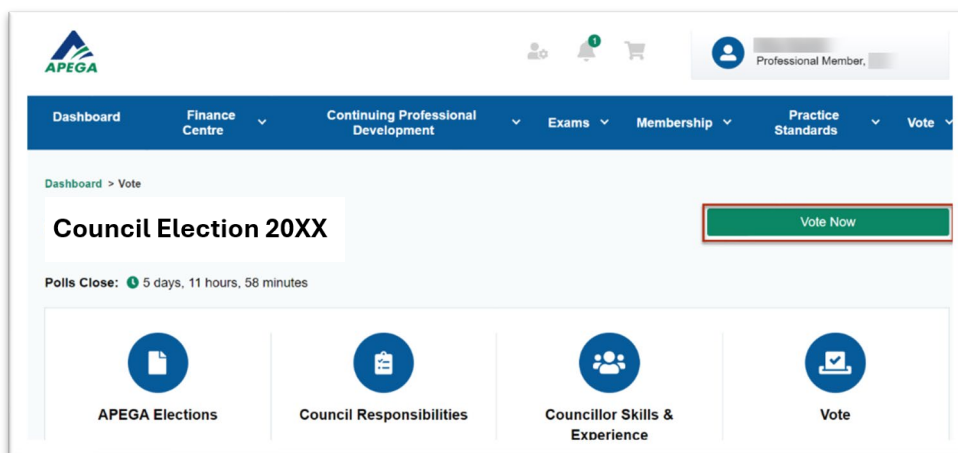 APEGA
1
Professional Member,
Dashboard
Finance
Centre
Continuing Professional
Development
Exams
Membership
Practice
Standards
Vote
Dashboard > Vote
Council Election 20XX
Vote Now
Polls Close: 5 days, 11 hours, 58 minutes
APEGA Elections
Council Responsibilities
Councillor Skills &
Experience
Vote